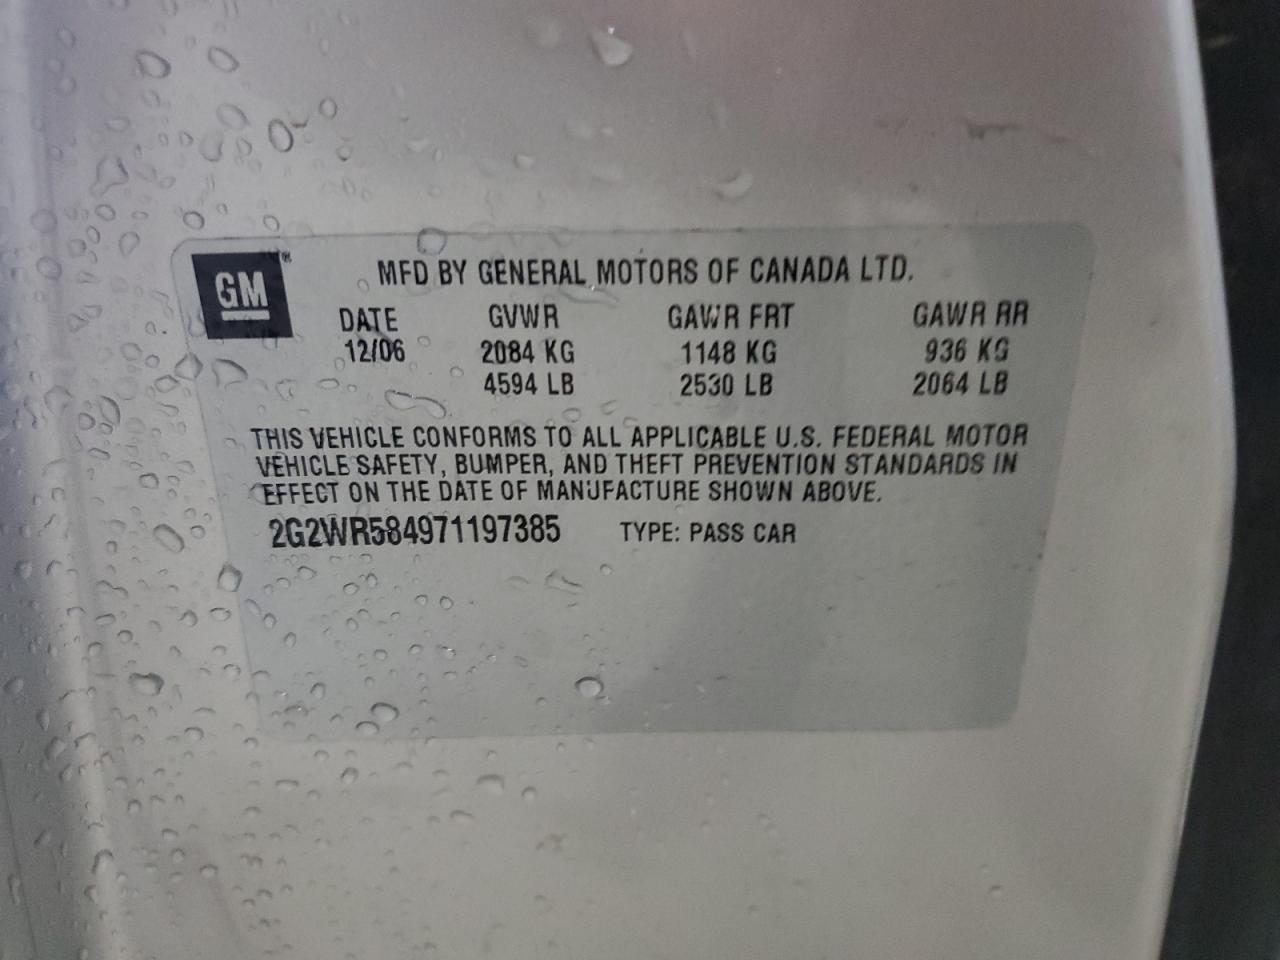 GM
MFD BY GENERAL MOTORS OF CANADA LTD.
DATE GVWR GAWR FRT GAWR RR
12/06 2084 KG 1148 KG 936 KG
4594 LB 2530 LB 2064 LB
THIS VEHICLE CONFORMS TO ALL APPLICABLE U.S. FEDERAL MOTOR
VEHICLE SAFETY, BUMPER, AND THEFT PREVENTION STANDARDS IN
EFFECT ON THE DATE OF MANUFACTURE SHOWN ABOVE.
2G2WR584971197385 TYPE: PASS CAR